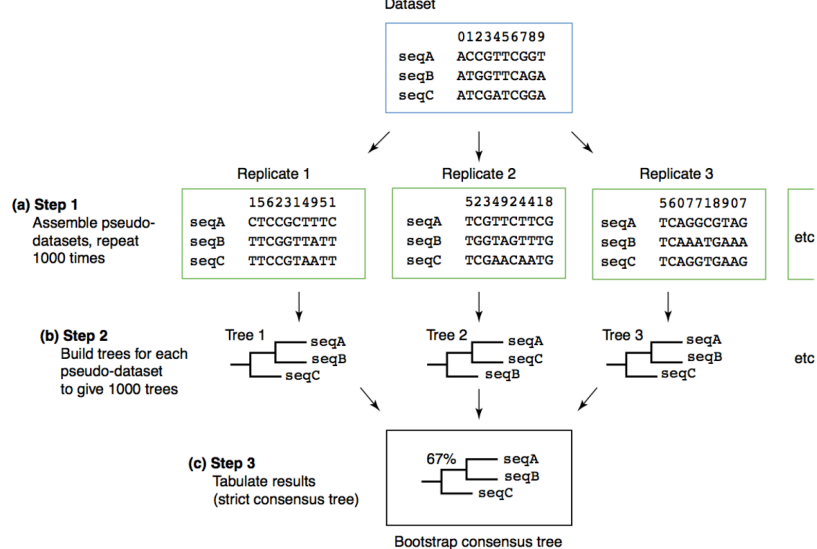 Dataset
0123456789
seqA ACCGTTCGGT
seqB ATGGTTCAGA
seqC ATCGATCGGA
Replicate 1
Replicate 2
Replicate 3
(a) Step 1
Assemble pseudo-
datasets, repeat
1000 times
1562314951
seqA CTCCGCTTTC
seqB TTCGGTTATT
seqC TTCCGTAATT
5234924418
seqA TCGTTCTTCG
seqB TGGTAGTTTG
seqC TCGAACAATG
5607718907
seqA TCAGGCGTAG
seqB TCAAATGAAA
seqC TCAGGTGAAG
etc
(b) Step 2
Build trees for each
pseudo-dataset
to give 1000 trees
Tree 1
seqA
seqB
seqC
Tree 2
seqA
seqC
seqB
Tree 3
seqA
seqB
seqC
etc
(c) Step 3
Tabulate results
(strict consensus tree)
67%
seqA
seqB
seqC
Bootstrap consensus tree